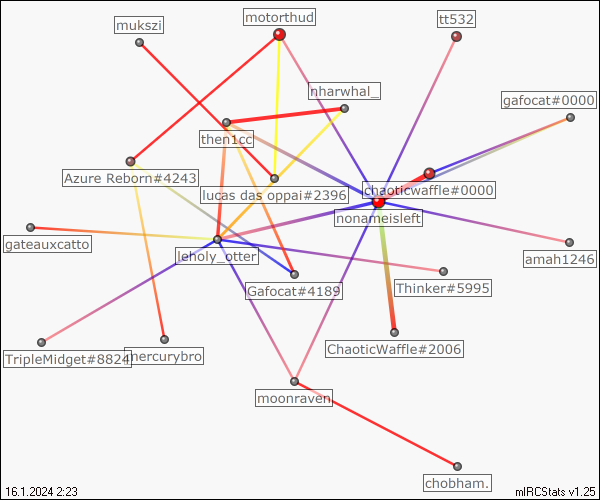 motorthud
tt532
mukszi
nharwhal_
gafocat#0000
then1cc
Azure Reborn#4243
lucas das oppai#2396
chaoticwaffle#0000
nonameisleft
gateauxcatto
leholy_otter
amah1246
Gafocat#4189
Thinker#5995
TripleMidget#8824
mercurybro
ChaoticWaffle#2006
moonraven
chobham.
16.1.2024 2:23
mIRCStats v1.25